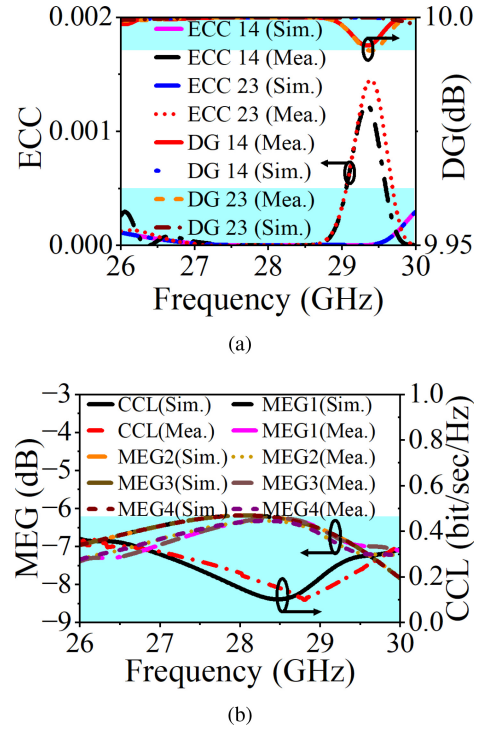 0.002
0.001
0.000
ECC
ECC 14 (Sim.)
ECC 14 (Mea.)
ECC 23 (Sim.)
ECC 23 (Mea.)
DG 14 (Mea.)
DG 14 (Sim.)
DG 23 (Mea.)
DG 23 (Sim.)
10.0
9.95
DG(dB)
26 27 28 29 30
Frequency (GHz)
(a)
−3
−4
−5
−6
−7
−8
−9
MEG (dB)
CCL(Sim.) MEG1(Sim.)
CCL(Mea.) MEG1(Mea.)
MEG2(Sim.) MEG2(Mea.)
MEG3(Sim.) MEG3(Mea.)
MEG4(Sim.) MEG4(Mea.)
1.0
0.8
0.6
0.4
0.2
0.0
CCL (bit/sec/Hz)
26 27 28 29 30
Frequency (GHz)
(b)